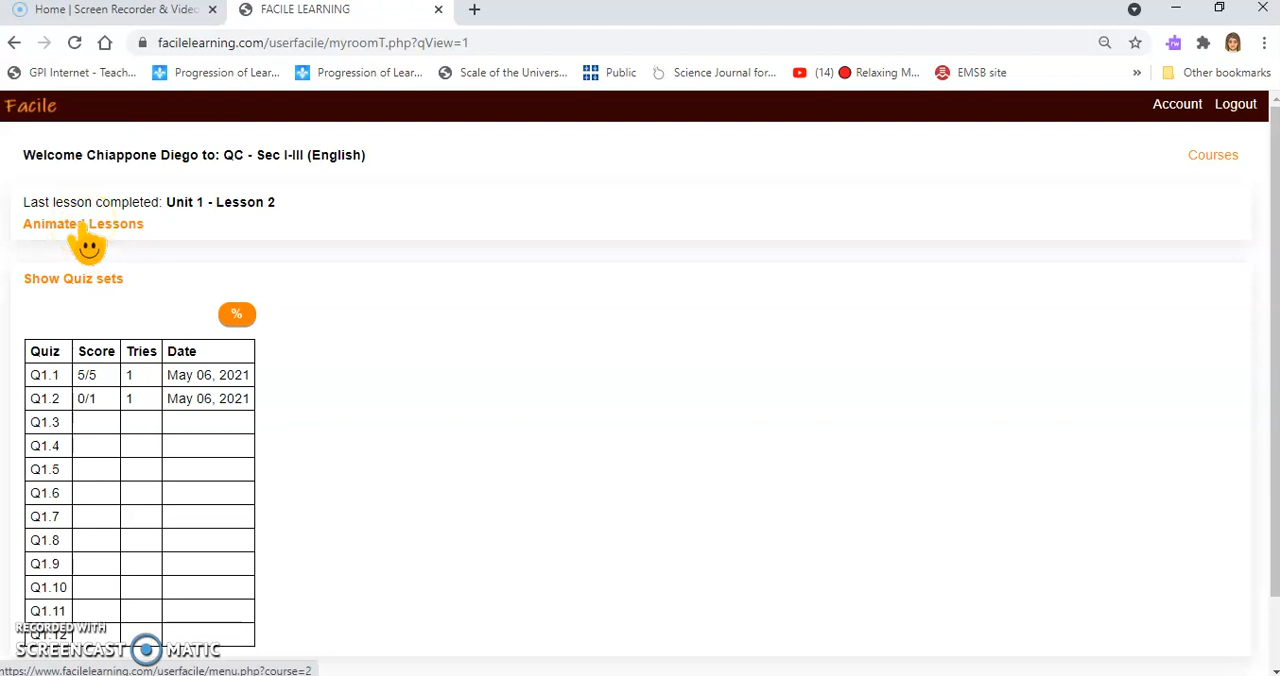 Home | Screen Recorder & Video
FACILE LEARNING
facilelearning.com/userfacile/myroomT.php?qView=1
GPI Internet - Teach...
Progression of Lear...
Progression of Lear...
Scale of the Univers...
Public
Science Journal for...
(14) Relaxing M...
EMSB site
»
Other bookmarks
Facile
Account
Logout
Welcome Chiappone Diego to: QC - Sec I-III (English)
Courses
Last lesson completed: Unit 1 - Lesson 2
Animated Lessons
Show Quiz sets
%
Quiz Score Tries Date
Q1.1 5/5 1 May 06, 2021
Q1.2 0/1 1 May 06, 2021
Q1.3
Q1.4
Q1.5
Q1.6
Q1.7
Q1.8
Q1.9
Q1.10
Q1.11
Q1.12
RECORDED WITH
SCREENCAST MATIC
https://www.facilelearning.com/userfacile/menu.php?course=2